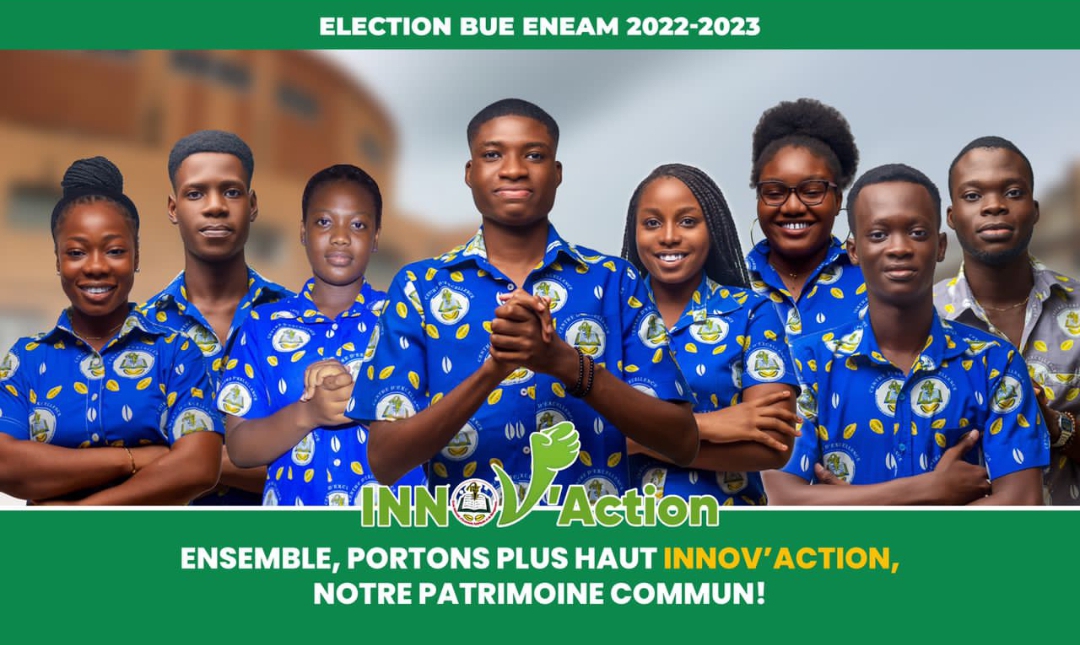 ELECTION BUE ENEAM 2022-2023
INNOV'Action
ENSEMBLE, PORTONS PLUS HAUT INNOV'ACTION,
NOTRE PATRIMOINE COMMUN!